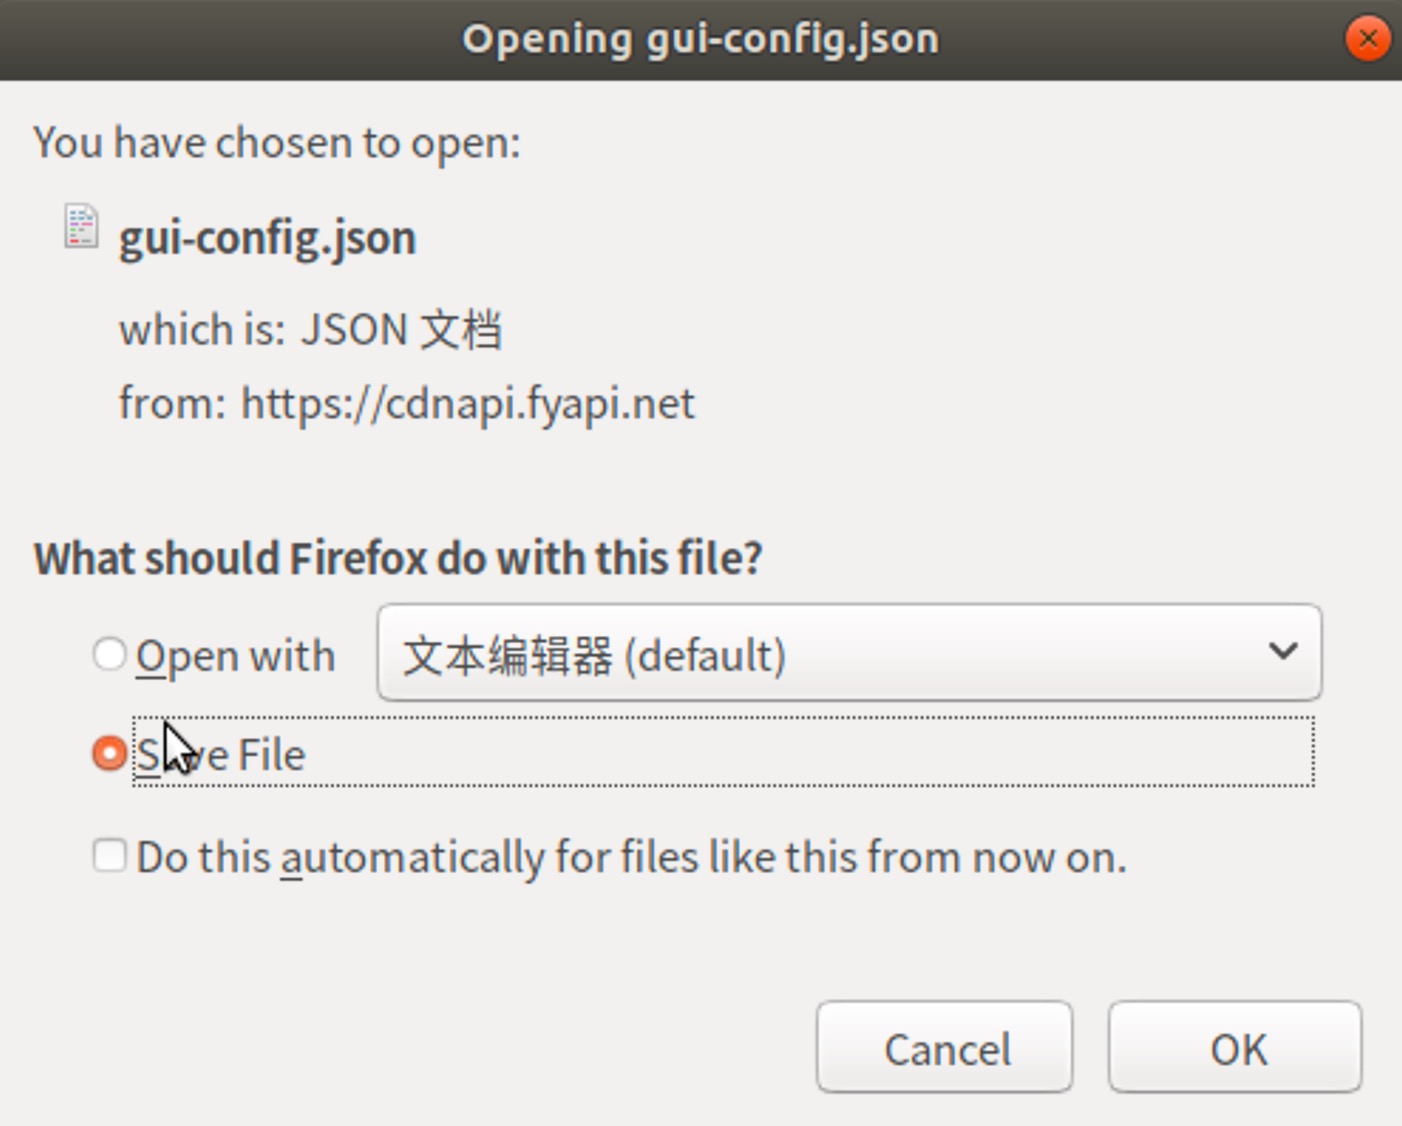 Opening gui-config.json
You have chosen to open:
gui-config.json
which is: JSON 文档
from: https://cdnapi.fyapi.net
What should Firefox do with this file?
Open with 文本编辑器 (default)
Save File
Do this automatically for files like this from now on.
Cancel OK